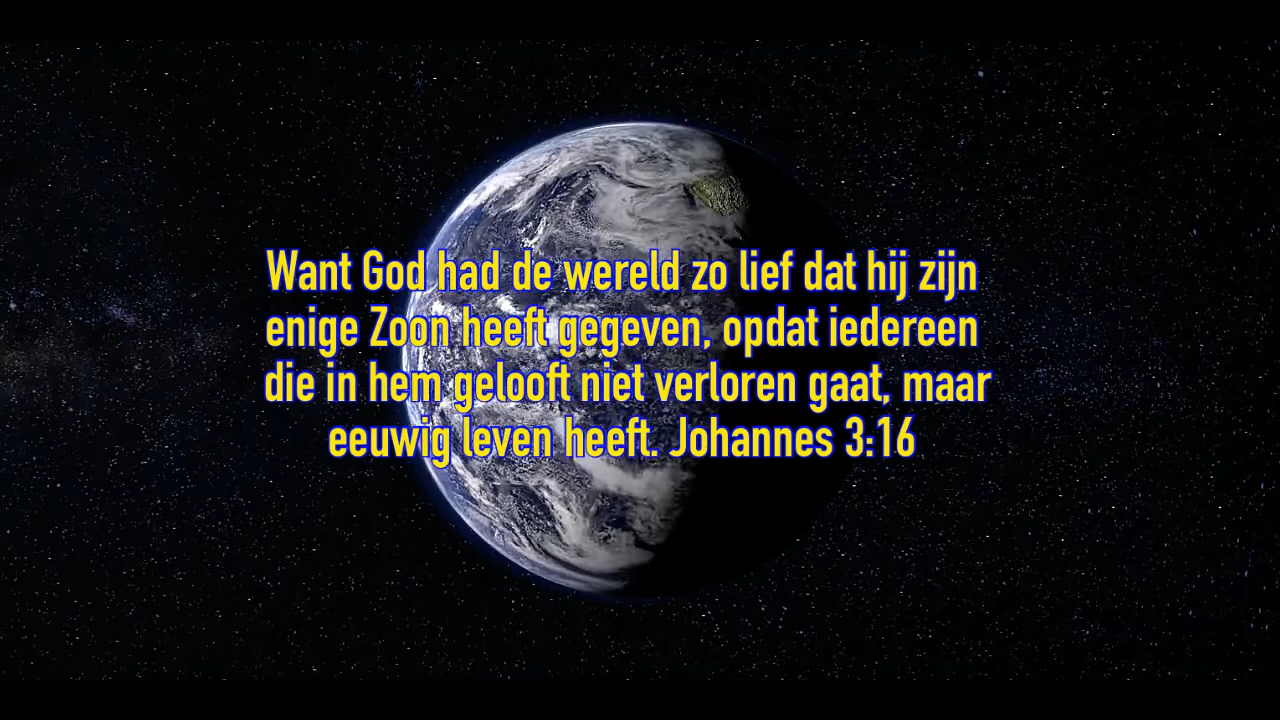 Want God had de wereld zo lief dat hij zijn
enige Zoon heeft gegeven, opdat iedereen
die in hem gelooft niet verloren gaat, maar
eeuwig leven heeft. Johannes 3:16